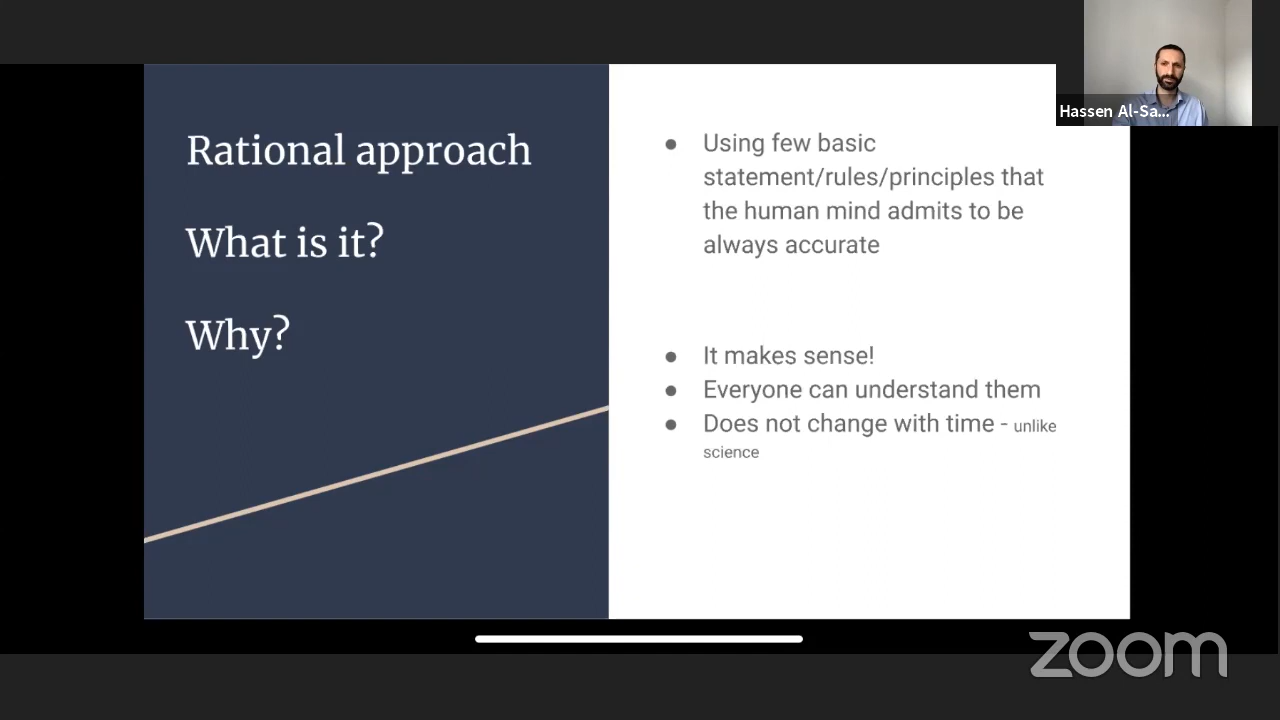 Rational approach
What is it?
Why?
Using few basic
statement/rules/principles that
the human mind admits to be
always accurate
It makes sense!
Everyone can understand them
Does not change with time - unlike
science
Hassen Al-Sa...
zoom